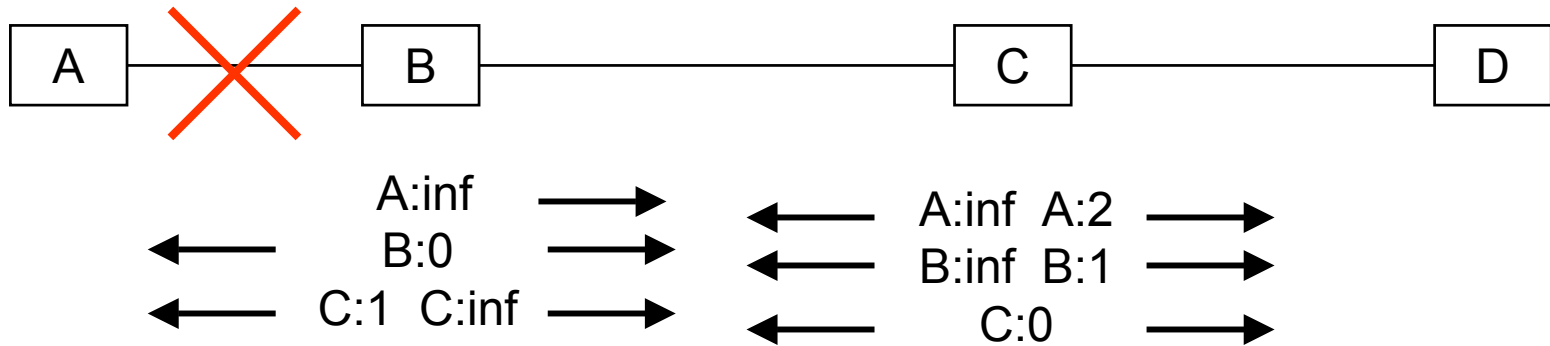 A B C D
A:inf
B:0
C:1 C:inf
A:inf A:2
B:inf B:1
C:0